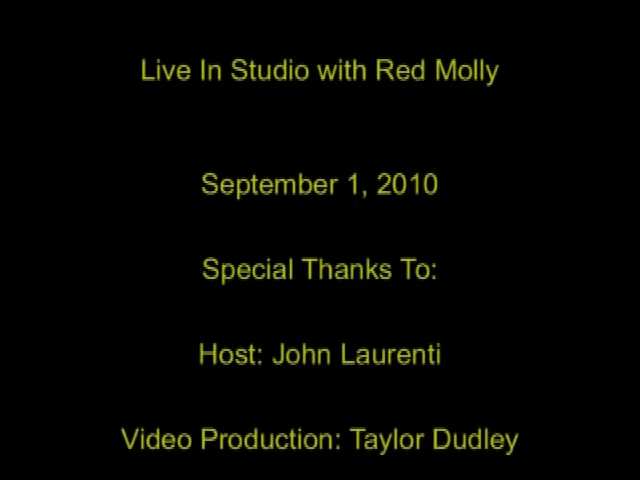 Live In Studio with Red Molly
September 1, 2010
Special Thanks To:
Host: John Laurenti
Video Production: Taylor Dudley